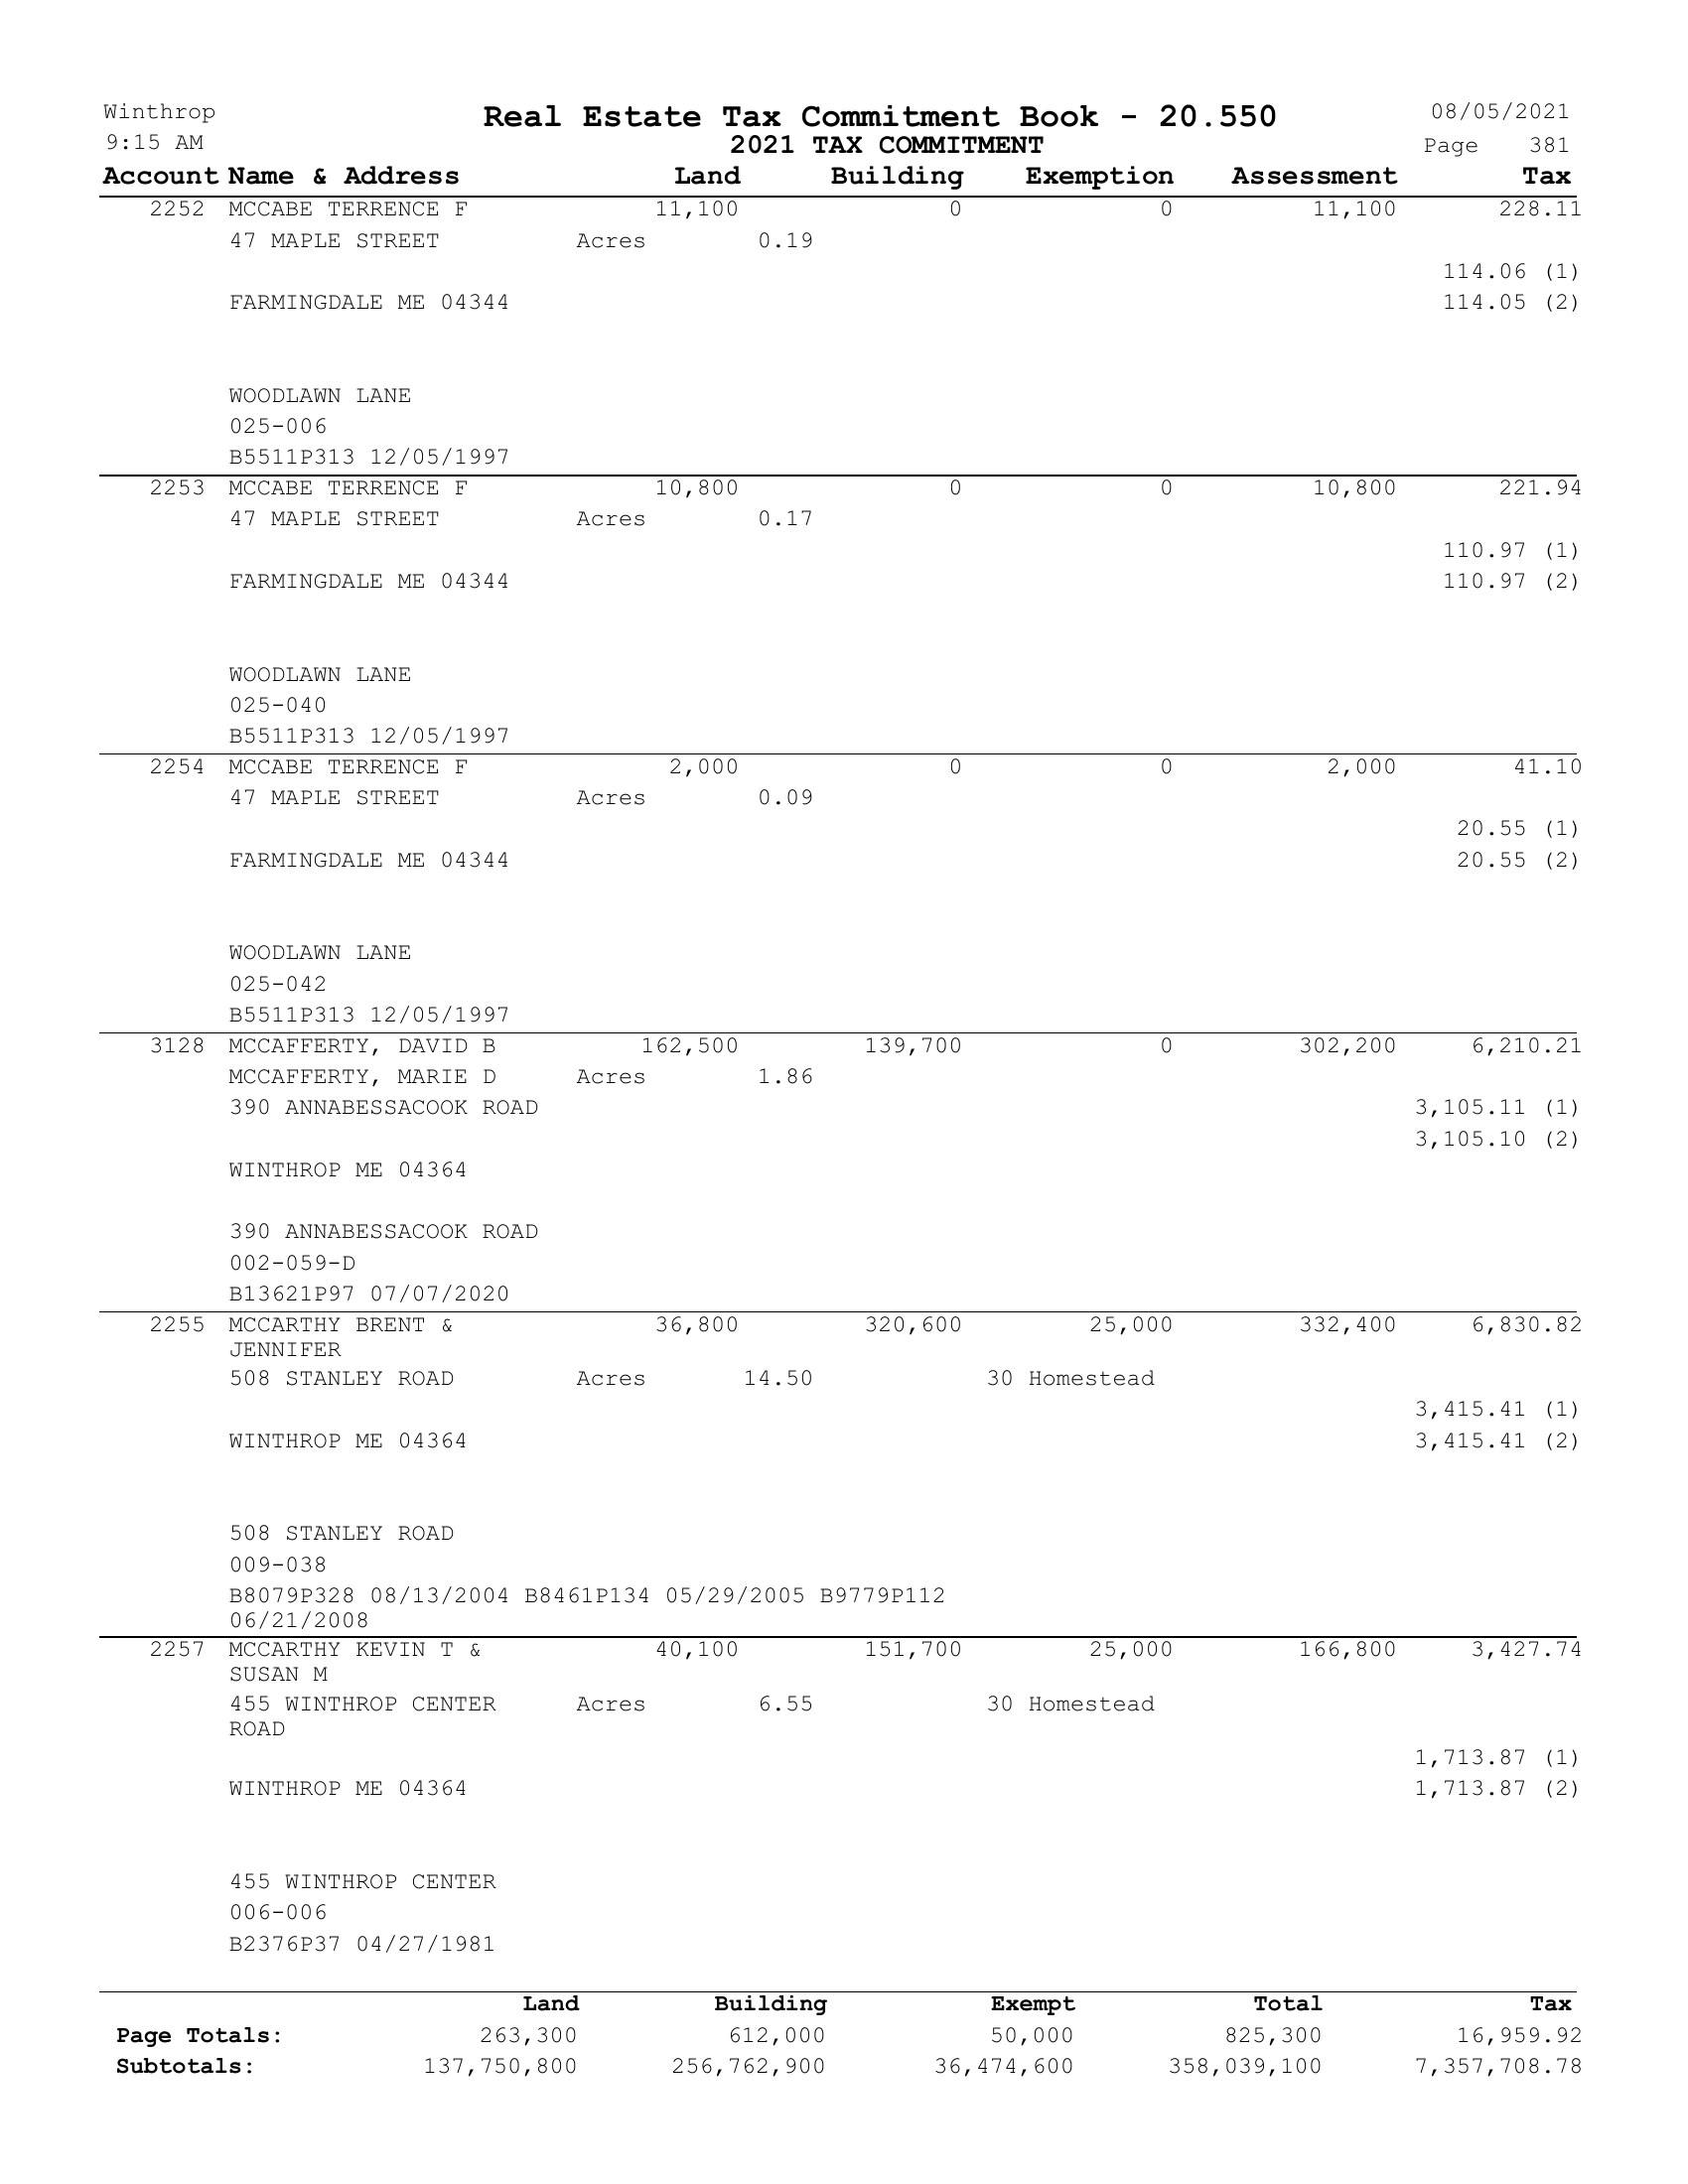 Winthrop Real Estate Tax Commitment Book - 20.550 08/05/2021
9:15 AM 2021 TAX COMMITMENT Page 381
Account Name & Address Land Building Exemption Assessment Tax
2252 MCCABE TERRENCE F 11,100 0 0 11,100 228.11
47 MAPLE STREET Acres 0.19
114.06 (1)
FARMINGDALE ME 04344 114.05 (2)
WOODLAWN LANE
025-006
B5511P313 12/05/1997
2253 MCCABE TERRENCE F 10,800 0 0 10,800 221.94
47 MAPLE STREET Acres 0.17
110.97 (1)
FARMINGDALE ME 04344 110.97 (2)
WOODLAWN LANE
025-040
B5511P313 12/05/1997
2254 MCCABE TERRENCE F 2,000 0 0 2,000 41.10
47 MAPLE STREET Acres 0.09
20.55 (1)
FARMINGDALE ME 04344 20.55 (2)
WOODLAWN LANE
025-042
B5511P313 12/05/1997
3128 MCCAFFERTY, DAVID B 162,500 139,700 0 302,200 6,210.21
MCCAFFERTY, MARIE D Acres 1.86
390 ANNABESSACOOK ROAD 3,105.11 (1)
3,105.10 (2)
WINTHROP ME 04364
390 ANNABESSACOOK ROAD
002-059-D
B13621P97 07/07/2020
2255 MCCARTHY BRENT & 36,800 320,600 25,000 332,400 6,830.82
JENNIFER
508 STANLEY ROAD Acres 14.50 30 Homestead
3,415.41 (1)
WINTHROP ME 04364 3,415.41 (2)
508 STANLEY ROAD
009-038
B8079P328 08/13/2004 B8461P134 05/29/2005 B9779P112
06/21/2008
2257 MCCARTHY KEVIN T & 40,100 151,700 25,000 166,800 3,427.74
SUSAN M
455 WINTHROP CENTER Acres 6.55 30 Homestead
ROAD
1,713.87 (1)
WINTHROP ME 04364 1,713.87 (2)
455 WINTHROP CENTER
006-006
B2376P37 04/27/1981
Land Building Exempt Total Tax
Page Totals: 263,300 612,000 50,000 825,300 16,959.92
Subtotals: 137,750,800 256,762,900 36,474,600 358,039,100 7,357,708.78